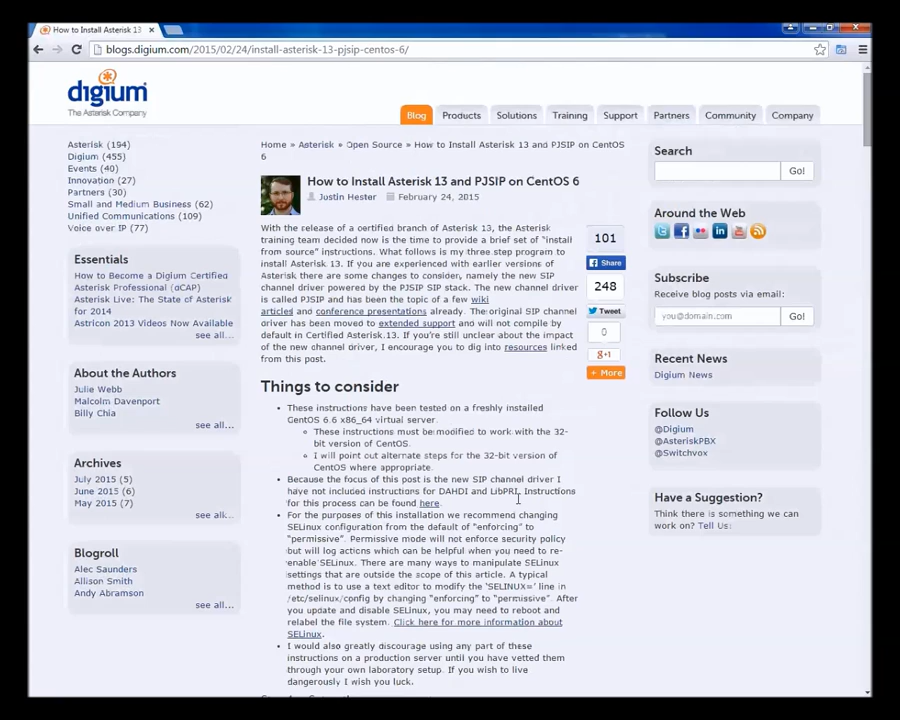 How to Install Asterisk 13
blogs.digium.com/2015/02/24/install-asterisk-13-pjsip-centos-6/
digium
The Asterisk Company
Blog
Products
Solutions
Training
Support
Partners
Community
Company
Asterisk (194)
Digium (455)
Events (40)
Innovation (27)
Partners (30)
Small and Medium Business (62)
Unified Communications (109)
Voice over IP (77)
Essentials
How to Become a Digium Certified
Asterisk Professional (dCAP)
Asterisk Live: The State of Asterisk
for 2014
Astricon 2013 Videos Now Available
see all...
About the Authors
Julie Webb
Malcolm Davenport
Billy Chia
see all...
Archives
July 2015 (5)
June 2015 (6)
May 2015 (7)
see all...
Blogroll
Alec Saunders
Allison Smith
Andy Abramson
see all...
Home » Asterisk » Open Source » How to Install Asterisk 13 and PJSIP on CentOS
6
How to Install Asterisk 13 and PJSIP on CentOS 6
Justin Hester February 24, 2015
With the release of a certified branch of Asterisk 13, the Asterisk
training team decided now is the time to provide a brief set of "install
from source" instructions. What follows is my three step program to
install Asterisk 13. If you are experienced with earlier versions of
Asterisk there are some changes to consider, namely the new SIP
channel driver powered by the PJSIP SIP stack. The new channel driver
is called PJSIP and has been the topic of a few wiki
articles and conference presentations already. The original SIP channel
driver has been moved to extended support and will not compile by
default in Certified Asterisk 13. If you're still unclear about the impact
of the new channel driver, I encourage you to dig into resources linked
from this post.
101
Share
248
Tweet
0
g+1
+ More
Things to consider
• These instructions have been tested on a freshly installed
CentOS 6.6 x86_64 virtual server.
These instructions must be modified to work with the 32-
bit version of CentOS.
I will point out alternate steps for the 32-bit version of
CentOS where appropriate.
• Because the focus of this post is the new SIP channel driver I
have not included instructions for DAHDI and LibPRI. Instructions
for this process can be found here.
• For the purposes of this installation we recommend changing
SELinux configuration from the default of "enforcing" to
"permissive". Permissive mode will not enforce security policy
but will log actions which can be helpful when you need to re-
enable SELinux. There are many ways to manipulate SELinux
settings that are outside the scope of this article. A typical
method is to use a text editor to modify the 'SELINUX=' line in
/etc/selinux/config by changing "enforcing" to "permissive". After
you update and disable SELinux, you may need to reboot and
relabel the file system. Click here for more information about
SELinux.
• I would also greatly discourage using any part of these
instructions on a production server until you have vetted them
through your own laboratory setup. If you wish to live
dangerously I wish you luck.
Search
Go!
Around the Web
Subscribe
Receive blog posts via email:
you@domain.com
Go!
Recent News
Digium News
Follow Us
@Digium
@AsteriskPBX
@Switchvox
Have a Suggestion?
Think there is something we can
work on? Tell Us!